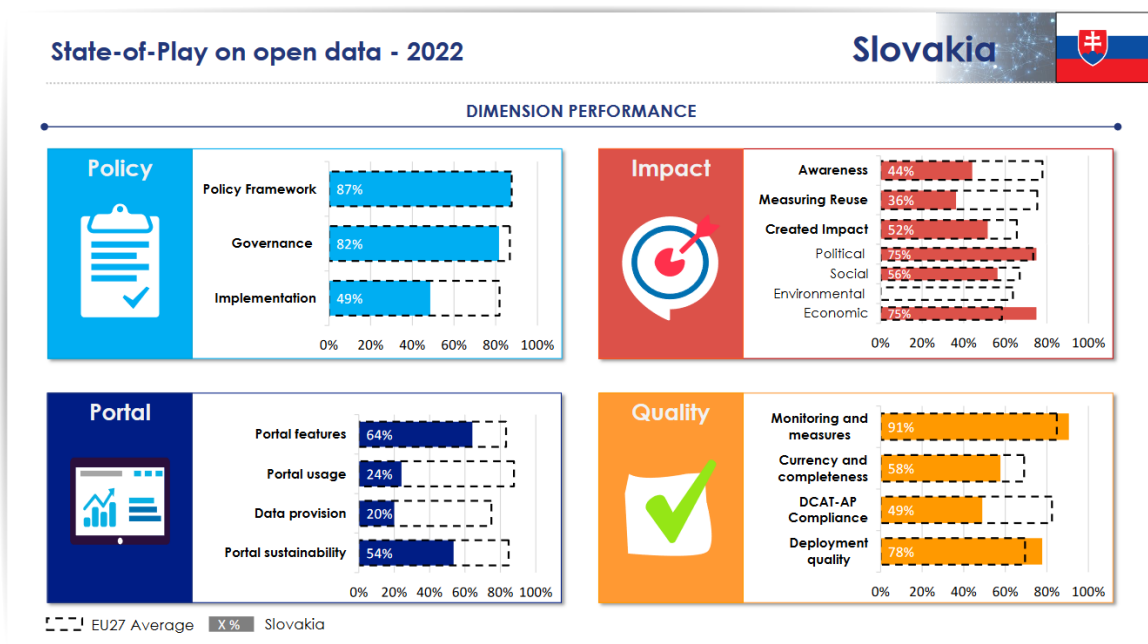 State-of-Play on open data - 2022
Slovakia
DIMENSION PERFORMANCE
Policy
Policy Framework 87%
Governance 82%
Implementation 49%
0% 20% 40% 60% 80% 100%
Impact
Awareness 44%
Measuring Reuse 36%
Created Impact 52%
Political 75%
Social 56%
Environmental
Economic 75%
0% 20% 40% 60% 80% 100%
Portal
Portal features 64%
Portal usage 24%
Data provision 20%
Portal sustainability 54%
0% 20% 40% 60% 80% 100%
Quality
Monitoring and
measures 91%
Currency and
completeness 58%
DCAT-AP
Compliance 49%
Deployment
quality 78%
0% 20% 40% 60% 80% 100%
EU27 Average X % Slovakia